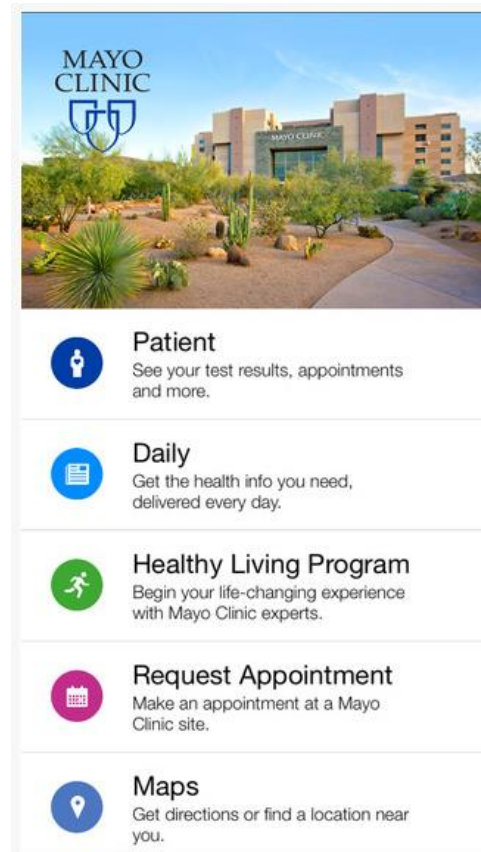 MAYO
CLINIC
MAYO CLINIC
Patient
See your test results, appointments
and more.
Daily
Get the health info you need,
delivered every day.
Healthy Living Program
Begin your life-changing experience
with Mayo Clinic experts.
Request Appointment
Make an appointment at a Mayo
Clinic site.
Maps
Get directions or find a location near
you.